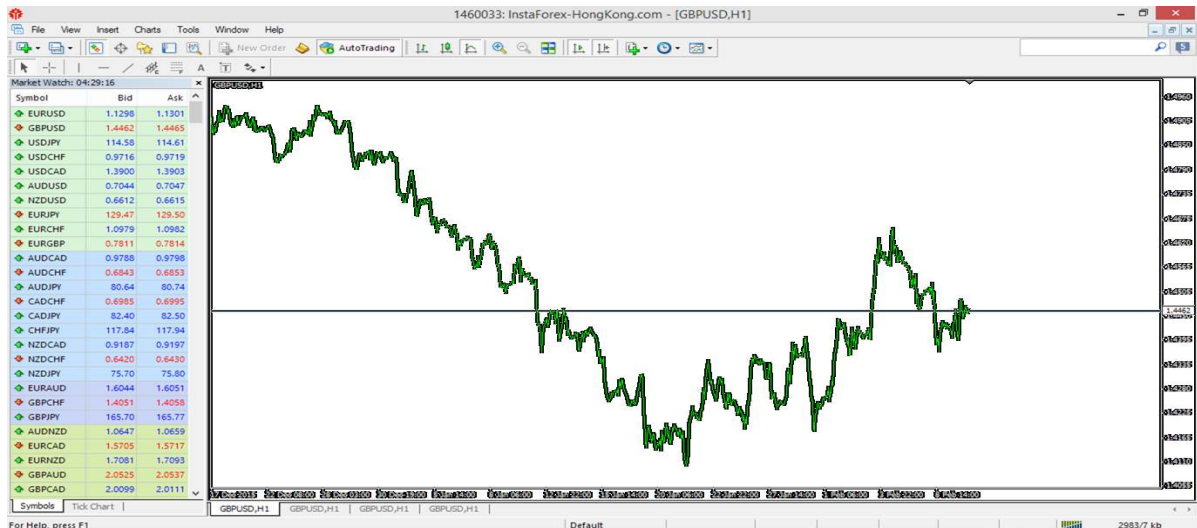 1460033: InstaForex-HongKong.com - [GBPUSD,H1]
File View Insert Charts Tools Window Help
New Order AutoTrading
Market Watch: 04:29:16
Symbol Bid Ask
EURUSD 1.1298 1.1301
GBPUSD 1.4462 1.4465
USDJPY 114.58 114.61
USDCHF 0.9716 0.9719
USDCAD 1.3900 1.3903
AUDUSD 0.7044 0.7047
NZDUSD 0.6612 0.6615
EURJPY 129.47 129.50
EURCHF 1.0979 1.0982
EURGBP 0.7811 0.7814
AUDCAD 0.9788 0.9798
AUDCHF 0.6843 0.6853
AUDJPY 80.64 80.74
CADCHF 0.6985 0.6995
CADJPY 82.40 82.50
CHFJPY 117.84 117.94
NZDCAD 0.9187 0.9197
NZDCHF 0.6420 0.6430
NZDJPY 75.70 75.80
EURAUD 1.6044 1.6051
GBPCHF 1.4051 1.4058
GBPJPY 165.70 165.77
AUDNZD 1.0647 1.0659
EURCAD 1.5705 1.5717
EURNZD 1.7081 1.7093
GBPAUD 2.0525 2.0537
GBPCAD 2.0099 2.0111
Symbols Tick Chart
GBPUSD,H1
1.4462
GBPUSD,H1 GBPUSD,H1 GBPUSD,H1 GBPUSD,H1
For Help, press F1 Default 2983/7 kb